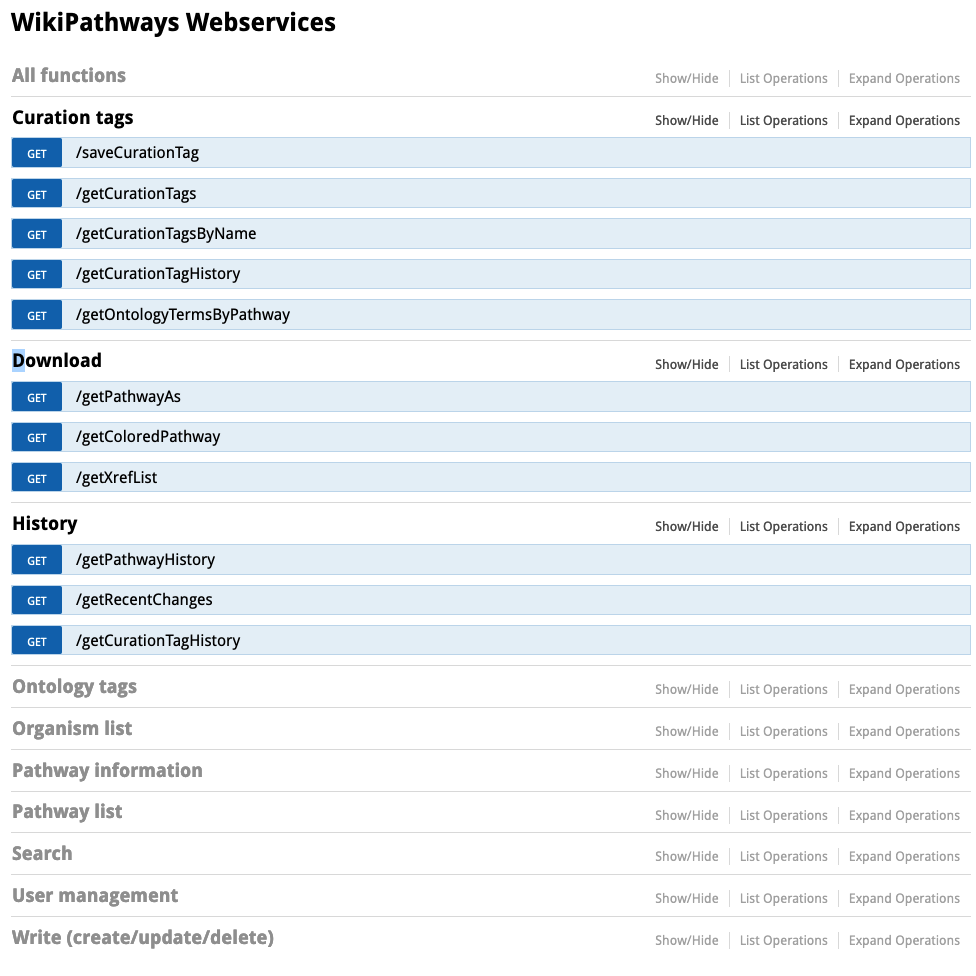 WikiPathways Webservices
All functions Show/Hide List Operations Expand Operations
Curation tags Show/Hide List Operations Expand Operations
GET /saveCurationTag
GET /getCurationTags
GET /getCurationTagsByName
GET /getCurationTagHistory
GET /getOntologyTermsByPathway
Download Show/Hide List Operations Expand Operations
GET /getPathwayAs
GET /getColoredPathway
GET /getXrefList
History Show/Hide List Operations Expand Operations
GET /getPathwayHistory
GET /getRecentChanges
GET /getCurationTagHistory
Ontology tags Show/Hide List Operations Expand Operations
Organism list Show/Hide List Operations Expand Operations
Pathway information Show/Hide List Operations Expand Operations
Pathway list Show/Hide List Operations Expand Operations
Search Show/Hide List Operations Expand Operations
User management Show/Hide List Operations Expand Operations
Write (create/update/delete) Show/Hide List Operations Expand Operations